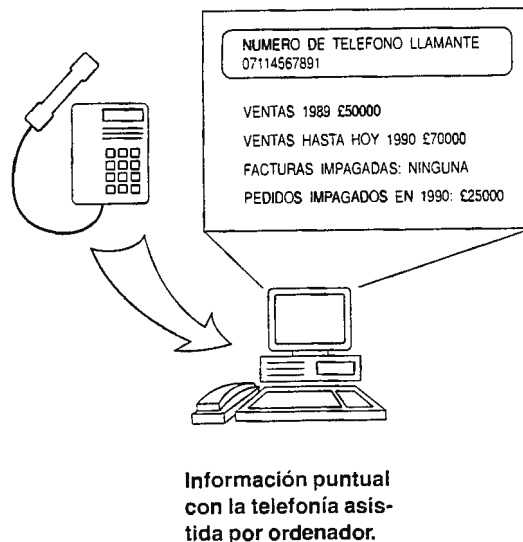 NUMERO DE TELEFONO LLAMANTE
07114567891
VENTAS 1989 £50000
VENTAS HASTA HOY 1990 £70000
FACTURAS IMPAGADAS: NINGUNA
PEDIDOS IMPAGADOS EN 1990: £25000
Información puntual
con la telefonía asis-
tida por ordenador.